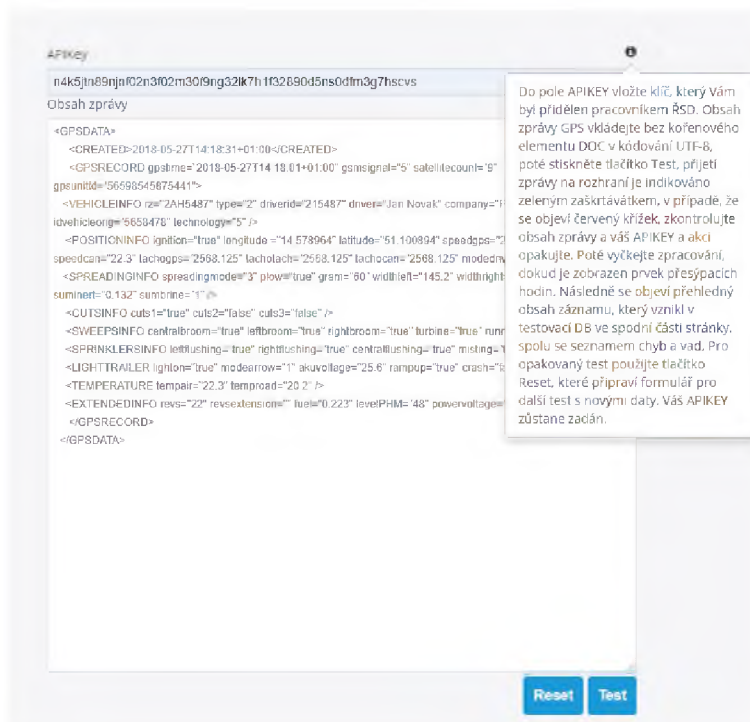 APIKey
Obsah zprávy
<GPSDATA>
<CREATED>2018-05-27T14:18:31+01:00</CREATED>
<GPSRECORD gpstime="2018-05-27T14:18:01+01:00" gsmsignal="5" satellitecount="9"
gpsunitid="56598545875441">
<VEHICLEINFO rz="2AH5487" type="2" driverid="215487" driver="Jan Novak" company="
idvehicleorig="5658478" technology="5" />
<POSITIONINFO ignition="true" longitude ="14.578964" latitude="51.100894" speedgps="
speedcan="22.3" tachogps="2568.125" tacholach="2568.125" tachocan="2568.125"
<SPREADINGINFO spreadingmode="3" plow="true" gram="60" widthleft="145.2" widthright
suminert="0.132" sumbrine="1" />
<CUTSINFO cuts1="true" cuts2="false" cuts3="false" />
<SWEEPSINFO centralbroom="true" leftbroom="true" rightbroom="true" turbine="true"
<SPRINKLERSINFO leftflushing="true" rightflushing="true" centralflushing="true" misting="
<LIGHTTRAILER lighton="true" modearrow="1" akuvoltage="25.6" rampup="true" crash="
<TEMPERATURE tempair="22.3" temproad="20.2" />
<EXTENDEDINFO revs="22" revsextension="" fuel="0.223" levelPHM="48" powervoltage="
</GPSRECORD>
</GPSDATA>
Do pole APIKEY vložte klíč, který Vám
byl přidělen pracovníkem ŘSD. Obsah
zprávy GPS vkládejte bez kořenového
elementu DOC v kódování UTF-8,
poté stiskněte tlačítko Test, přijetí
zprávy na rozhraní je indikováno
zeleným zaškrtávátkem, v případě, že
se objeví červený křížek, zkontrolujte
obsah zprávy a váš APIKEY a akci
opakujte. Poté vyčkejte zpracování,
dokud je zobrazen prvek přesýpacích
hodin. Následně se objeví přehledný
obsah záznamu, který vznikl v
testovací DB ve spodní části stránky,
spolu se seznamem chyb a vad. Pro
opakovaný test použijte tlačítko
Reset, které připraví formulář pro
další test s novými daty. Váš APIKEY
zůstane zadán.
Reset Test